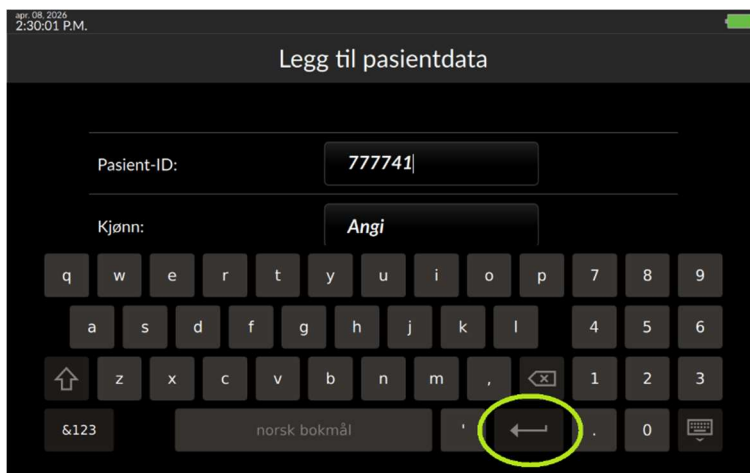 apr. 08, 2026
2:30:01 P.M.
Legg til pasientdata
Pasient-ID: 777741
Kjønn: Angi
q w e r t y u i o p 7 8 9
a s d f g h j k l 4 5 6
z x c v b n m , 1 2 3
&123 norsk bokmål ' . 0